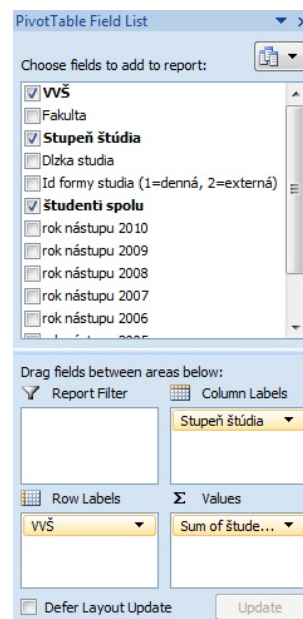 PivotTable Field List
Choose fields to add to report:
VVŠ
Fakulta
Stupeň štúdia
Dlzka studia
Id formy studia (1=denná, 2=externá)
študenti spolu
rok nástupu 2010
rok nástupu 2009
rok nástupu 2008
rok nástupu 2007
rok nástupu 2006
Drag fields between areas below:
Report Filter
Column Labels
Stupeň štúdia
Row Labels
Σ Values
VVŠ
Sum of štude...
Defer Layout Update
Update